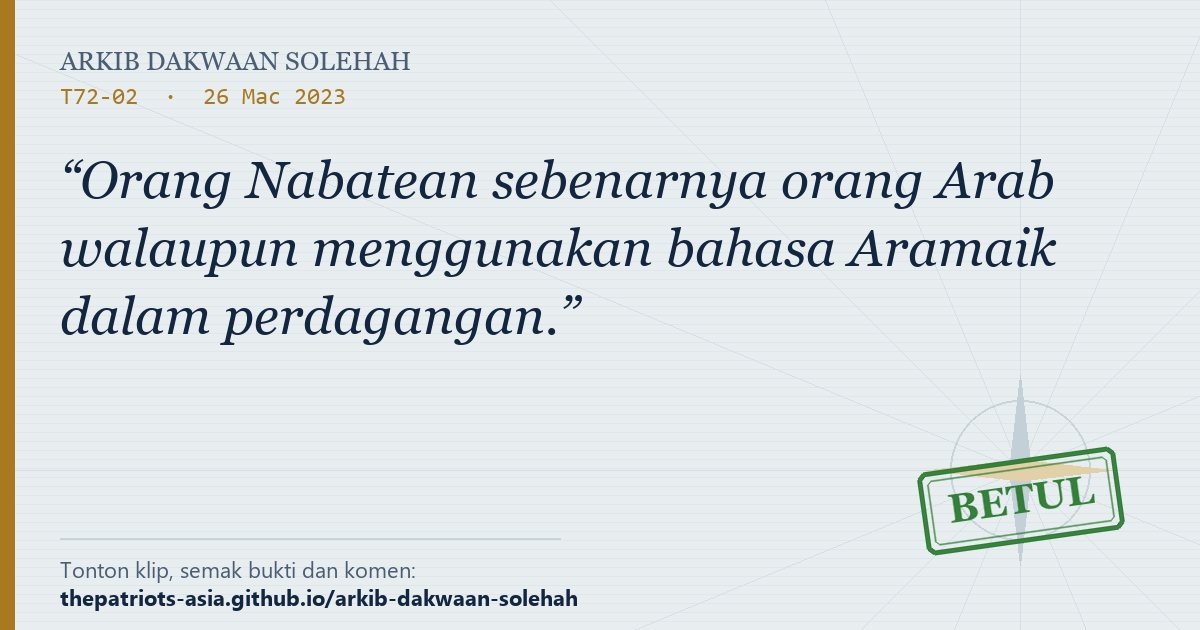 ARKIB DAKWAAN SOLEHAH
T72-02 · 26 Mac 2023
“Orang Nabatean sebenarnya orang Arab
walaupun menggunakan bahasa Aramaik
dalam perdagangan.”
BETUL
Tonton klip, semak bukti dan komen:
thepatriots-asia.github.io/arkib-dakwaan-solehah